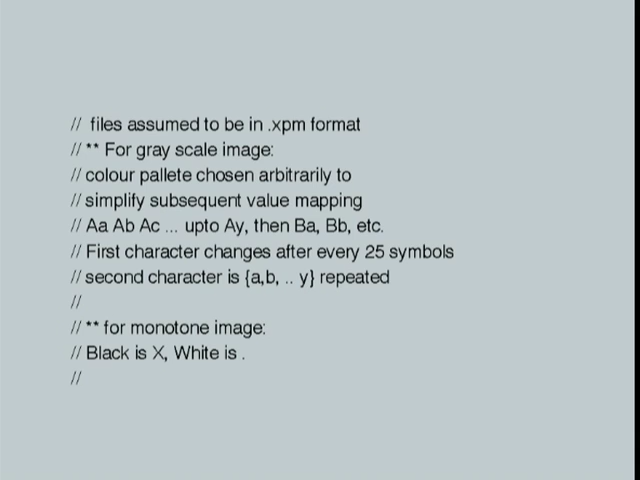 // files assumed to be in .xpm format
// ** For gray scale image:
// colour pallete chosen arbitrarily to
// simplify subsequent value mapping
// Aa Ab Ac ... upto Ay, then Ba, Bb, etc.
// First character changes after every 25 symbols
// second character is {a,b, .. y} repeated
//
// ** for monotone image:
// Black is X, White is .
//